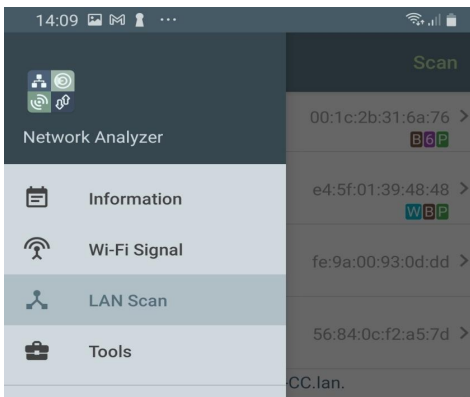 14:09
Scan
Network Analyzer
00:1c:2b:31:6a:76
B6P
Information
e4:5f:01:39:48:48
WBP
Wi-Fi Signal
fe:9a:00:93:0d:dd
LAN Scan
56:84:0c:f2:a5:7d
Tools
CC.lan.